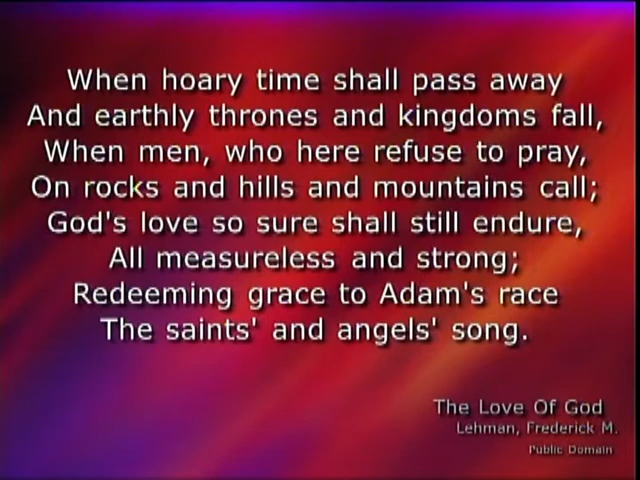 When hoary time shall pass away
And earthly thrones and kingdoms fall,
When men, who here refuse to pray,
On rocks and hills and mountains call;
God's love so sure shall still endure,
All measureless and strong;
Redeeming grace to Adam's race
The saints' and angels' song.
The Love Of God
Lehman, Frederick M.
Public Domain